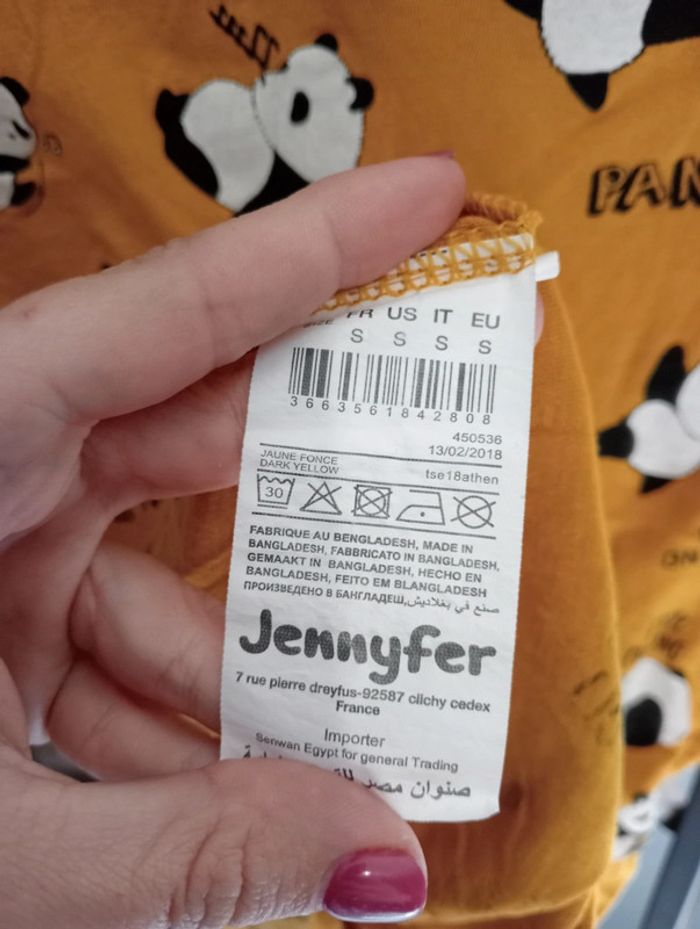 PAN
SIZE FR US IT EU
S S S S
3663561842808
450536
13/02/2018
JAUNE FONCE
DARK YELLOW
tse18athen
30
FABRIQUE AU BENGLADESH, MADE IN
BANGLADESH, FABBRICATO IN BANGLADESH,
GEMAAKT IN BANGLADESH, HECHO EN
BANGLADESH, FEITO EM BLANGLADESH
ПРОИЗВЕДЕНО В БАНГЛАДЕШ,صنع في بغلاديش
Jennyfer
7 rue pierre dreyfus-92587 clichy cedex
France
Importer
Senwan Egypt for general Trading
صنوان مصر